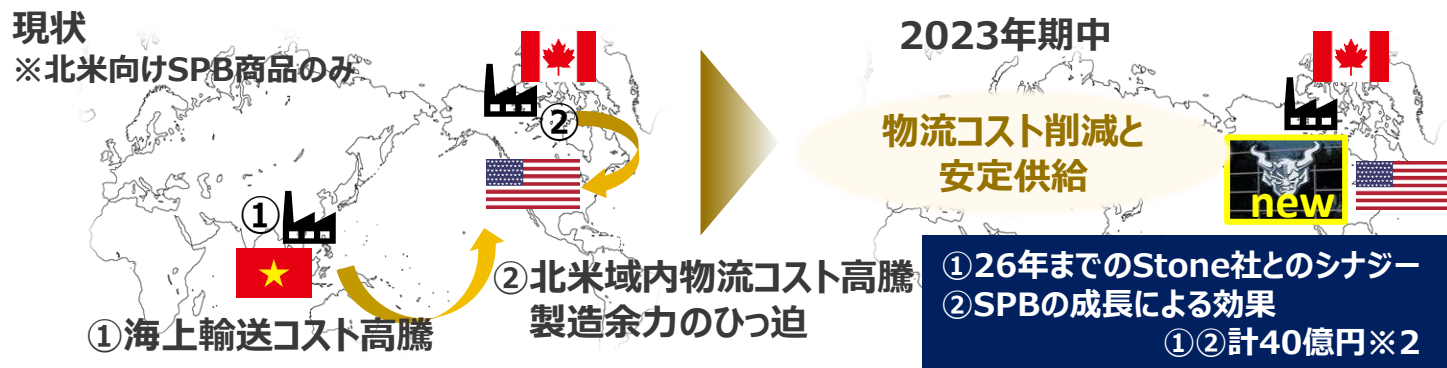 現状
※北米向けSPB商品のみ
①
②
①海上輸送コスト高騰
②北米域内物流コスト高騰
製造余力のひっ迫
2023年期中
物流コスト削減と
安定供給
new
①26年までのStone社とのシナジー
②SPBの成長による効果
①②計40億円※2